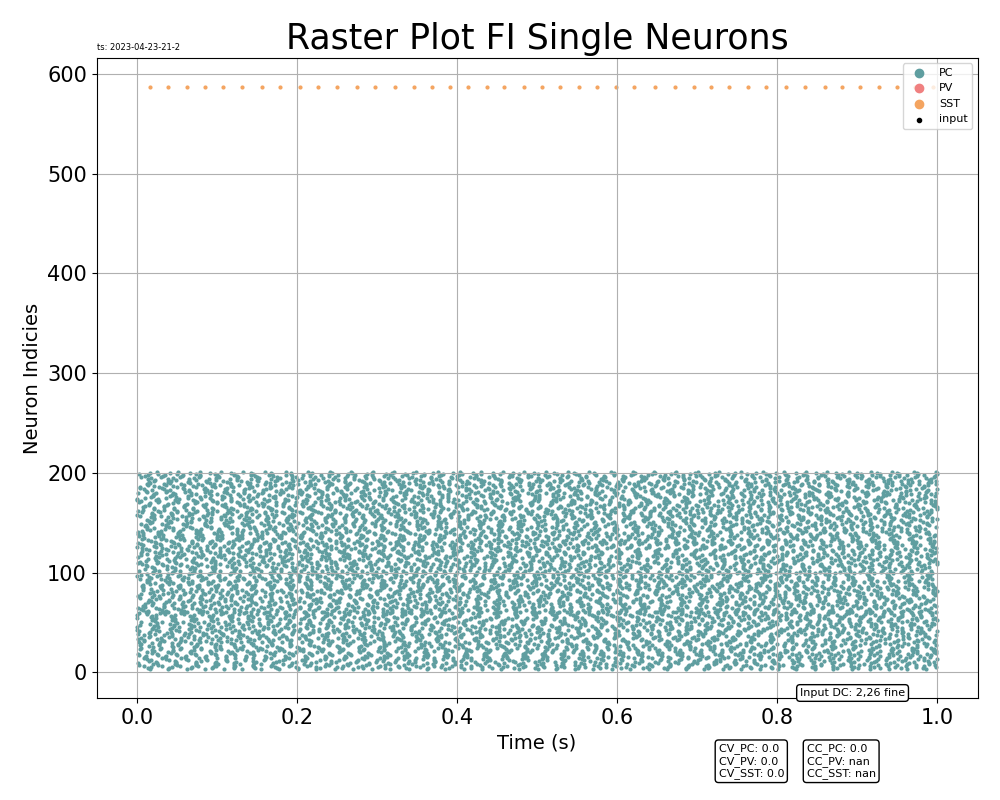 Raster Plot FI Single Neurons
ts: 2023-04-23-21-2
600
500
400
300
200
100
0
Neuron Indicies
PC
PV
SST
input
Input DC: 2,26 fine
0.0
0.2
0.4
0.6
0.8
1.0
Time (s)
CV_PC: 0.0
CV_PV: 0.0
CV_SST: 0.0
CC_PC: 0.0
CC_PV: nan
CC_SST: nan